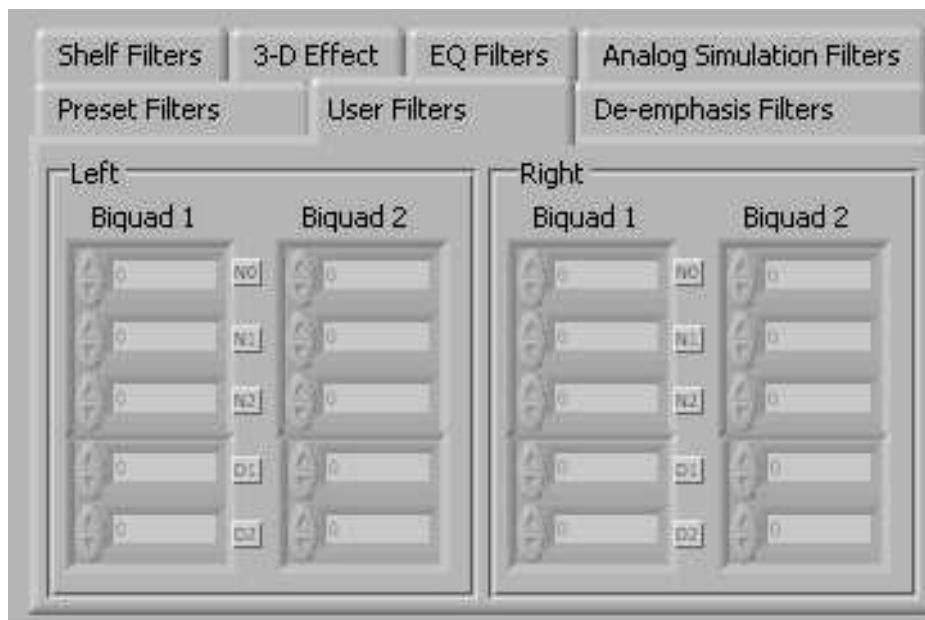 Shelf Filters 3-D Effect EQ Filters Analog Simulation Filters
Preset Filters User Filters De-emphasis Filters
Left Right
Biquad 1 Biquad 2 Biquad 1 Biquad 2
0 N0 0 0 N0 0
0 N1 0 0 N1 0
0 N2 0 0 N2 0
0 D1 0 0 D1 0
0 D2 0 0 D2 0